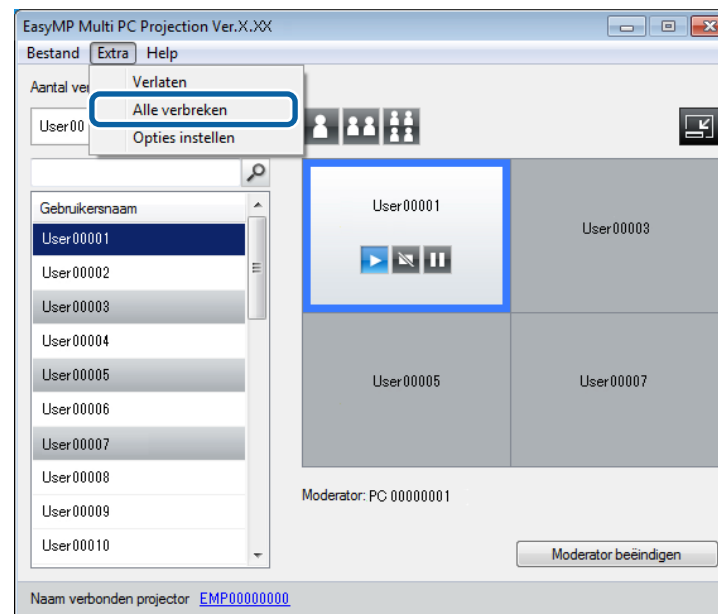 EasyMP Multi PC Projection Ver.X.XX
Bestand Extra Help
Verlaten
Alle verbreken
Opties instellen
Aantal
User00
Gebruikersnaam
User00001
User00002
User00003
User00004
User00005
User00006
User00007
User00008
User00009
User00010
User00001
User00003
User00005
User00007
Moderator: PC 00000001
Moderator beëindigen
Naam verbonden projector EMP00000000